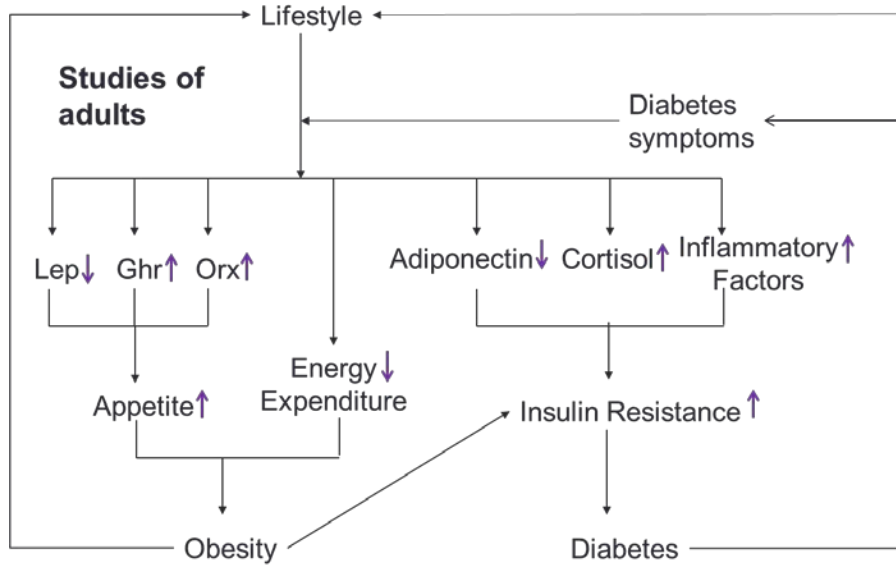 Lifestyle
Studies of
adults
Diabetes
symptoms
Lep↓ Ghr↑ Orx↑
Adiponectin↓ Cortisol↑ Inflammatory↑
Factors
Energy↓
Expenditure
Appetite↑
Insulin Resistance↑
Obesity
Diabetes